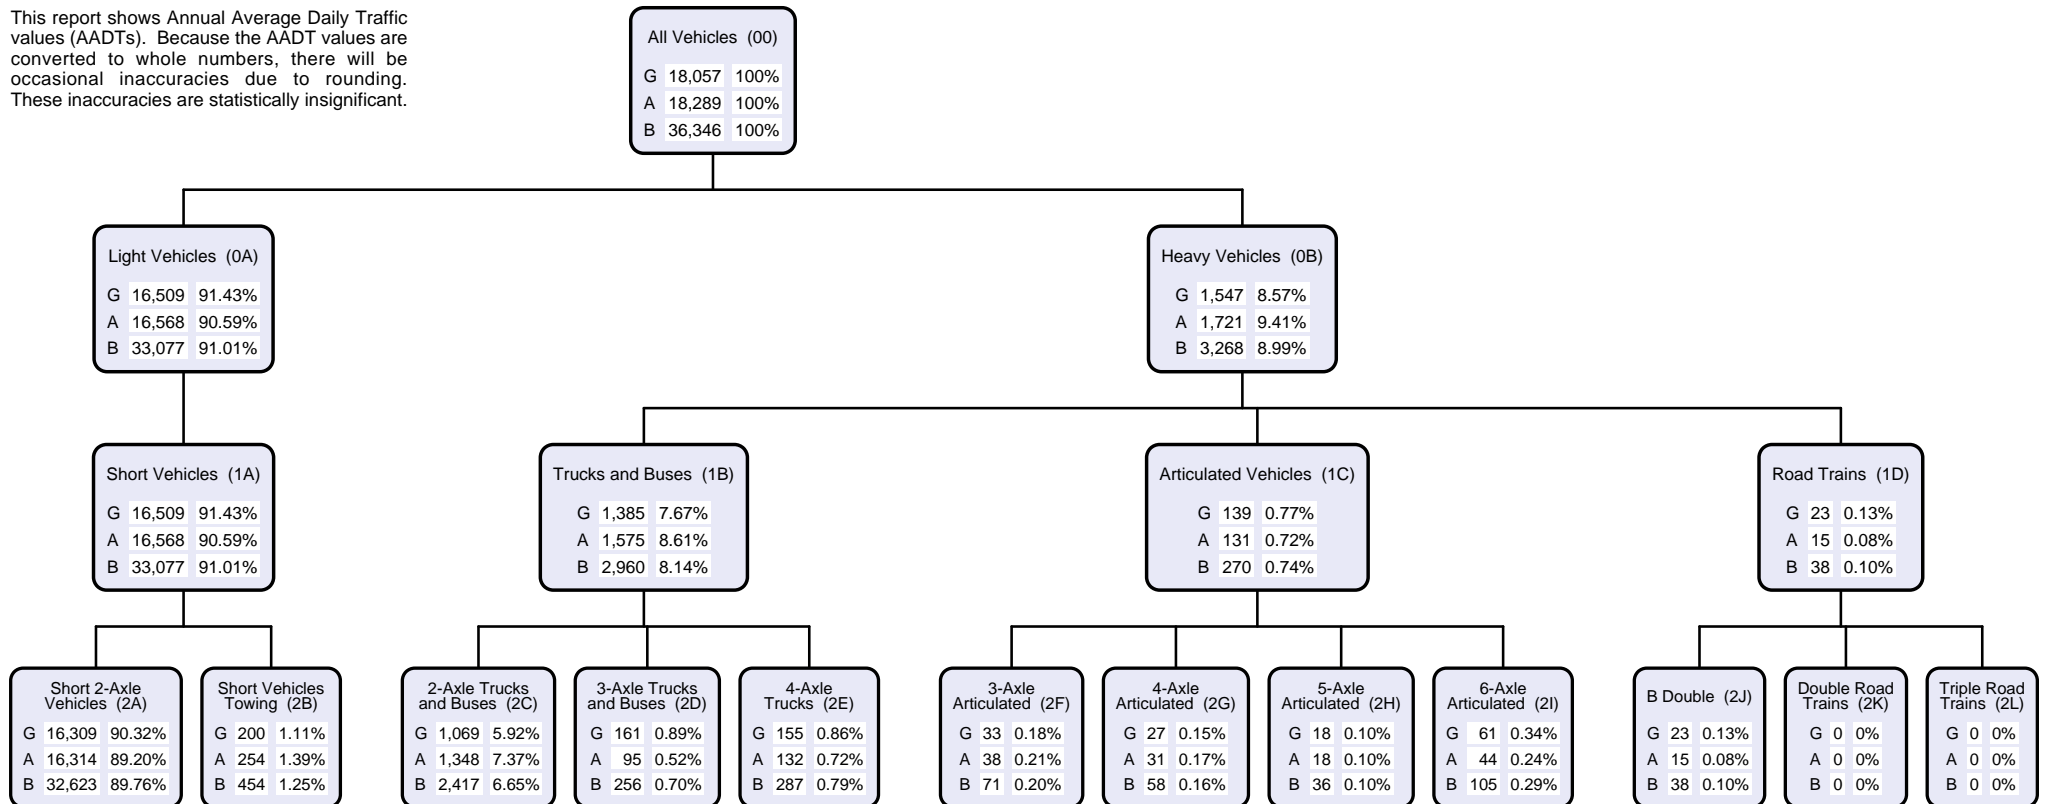 This report shows Annual Average Daily Traffic
values (AADTs). Because the AADT values are
converted to whole numbers, there will be
occasional inaccuracies due to rounding.
These inaccuracies are statistically insignificant.
All Vehicles (00)
G 18,057 100%
A 18,289 100%
B 36,346 100%
Light Vehicles (0A)
G 16,509 91.43%
A 16,568 90.59%
B 33,077 91.01%
Heavy Vehicles (0B)
G 1,547 8.57%
A 1,721 9.41%
B 3,268 8.99%
Short Vehicles (1A)
G 16,509 91.43%
A 16,568 90.59%
B 33,077 91.01%
Trucks and Buses (1B)
G 1,385 7.67%
A 1,575 8.61%
B 2,960 8.14%
Articulated Vehicles (1C)
G 139 0.77%
A 131 0.72%
B 270 0.74%
Road Trains (1D)
G 23 0.13%
A 15 0.08%
B 38 0.10%
Short 2-Axle
Vehicles (2A)
G 16,309 90.32%
A 16,314 89.20%
B 32,623 89.76%
Short Vehicles
Towing (2B)
G 200 1.11%
A 254 1.39%
B 454 1.25%
2-Axle Trucks
and Buses (2C)
G 1,069 5.92%
A 1,348 7.37%
B 2,417 6.65%
3-Axle Trucks
and Buses (2D)
G 161 0.89%
A 95 0.52%
B 256 0.70%
4-Axle
Trucks (2E)
G 155 0.86%
A 132 0.72%
B 287 0.79%
3-Axle
Articulated (2F)
G 33 0.18%
A 38 0.21%
B 71 0.20%
4-Axle
Articulated (2G)
G 27 0.15%
A 31 0.17%
B 58 0.16%
5-Axle
Articulated (2H)
G 18 0.10%
A 18 0.10%
B 36 0.10%
6-Axle
Articulated (2I)
G 61 0.34%
A 44 0.24%
B 105 0.29%
B Double (2J)
G 23 0.13%
A 15 0.08%
B 38 0.10%
Double Road
Trains (2K)
G 0 0%
A 0 0%
B 0 0%
Triple Road
Trains (2L)
G 0 0%
A 0 0%
B 0 0%